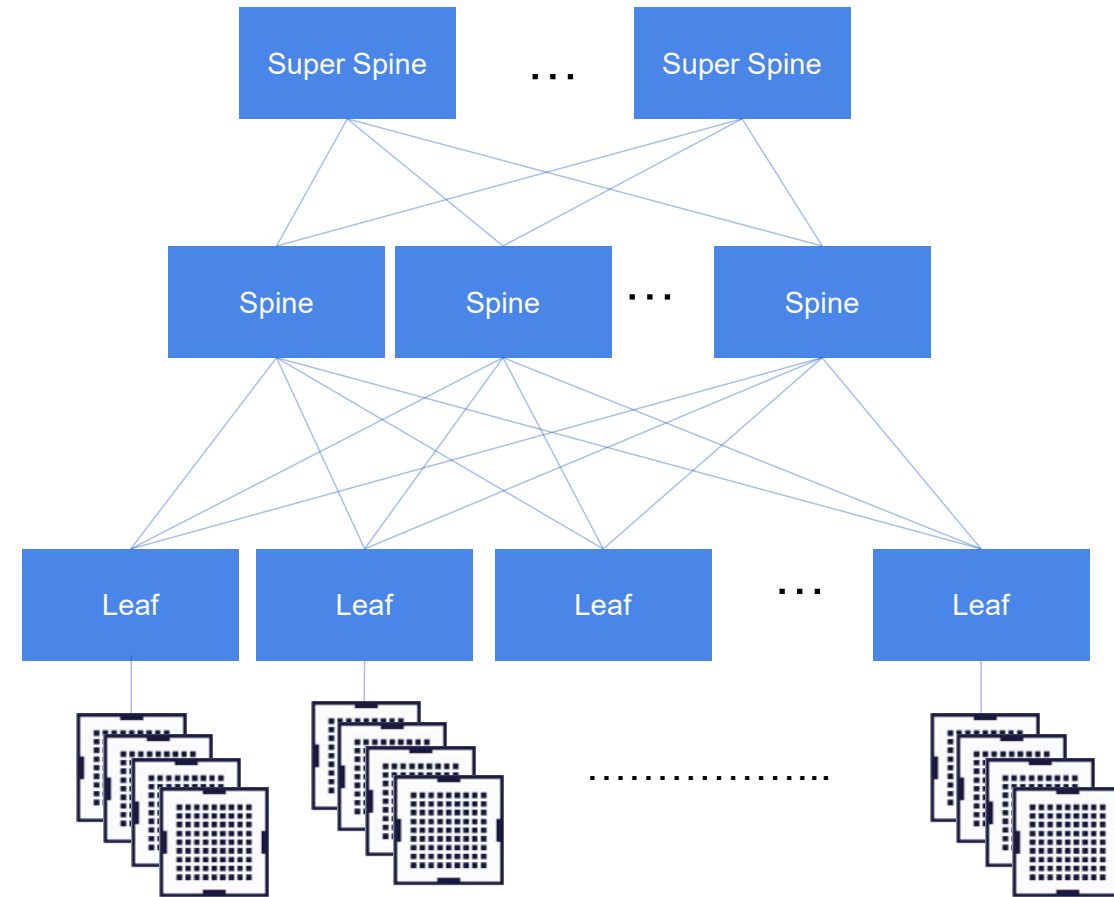 Super Spine
...
Super Spine
Spine
Spine
...
Spine
Leaf
Leaf
Leaf
...
Leaf
..................